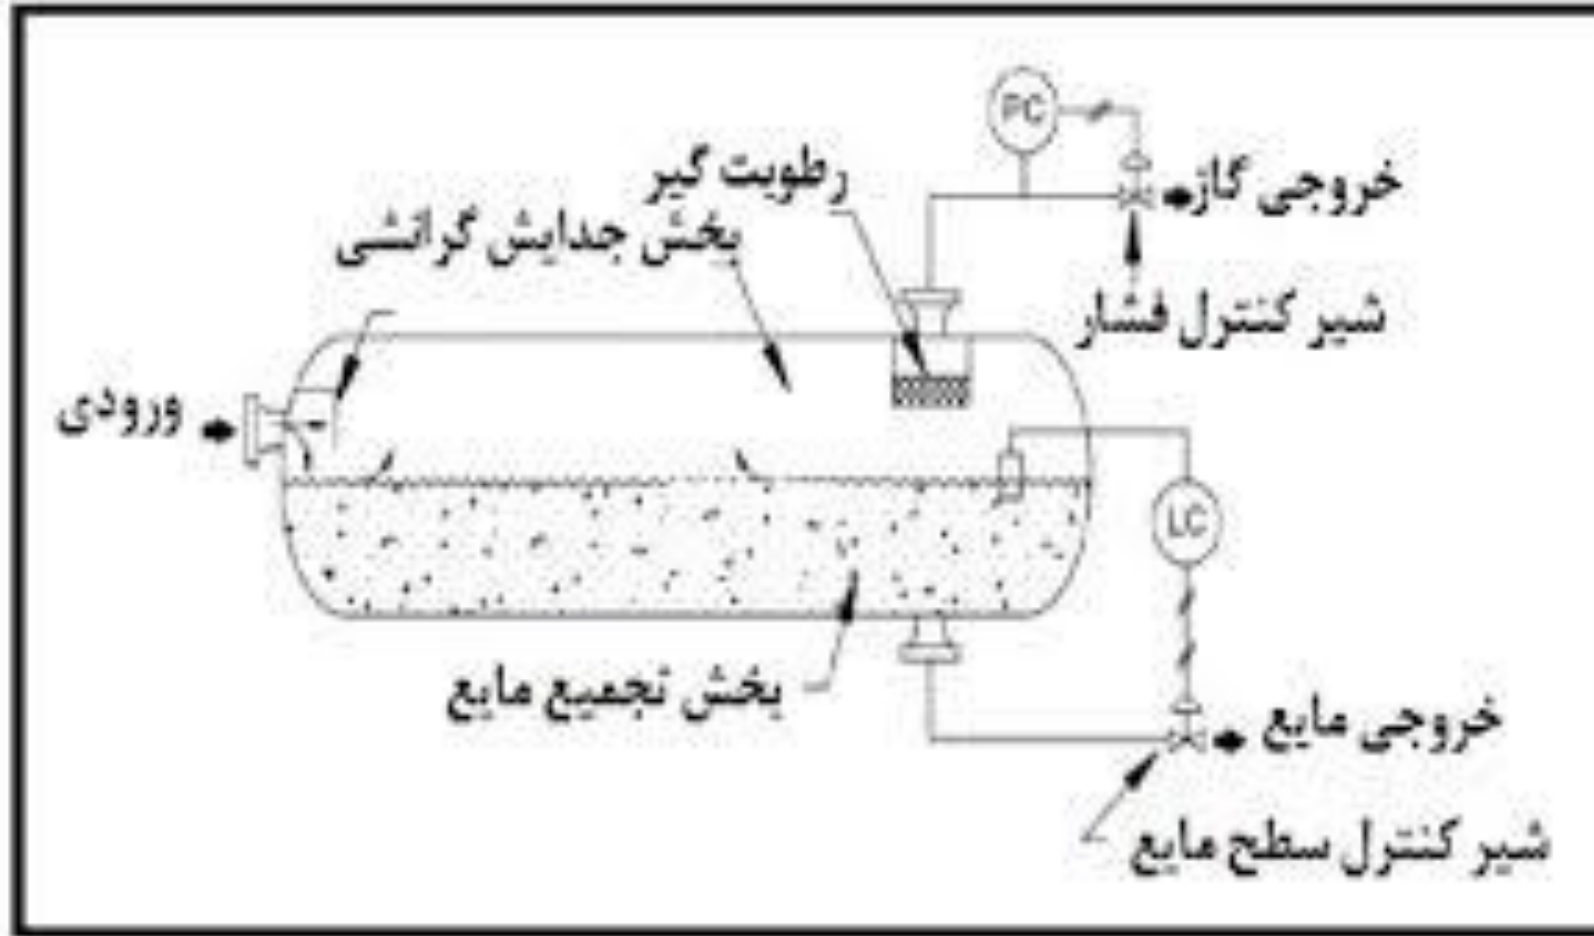 PC
رطوبت گیر
خروجی گاز
بخش جدایش گرانشی
شیر کنترل فشار
ورودی
LC
بخش تجمیع مایع
خروجی مایع
شیر کنترل سطح مایع